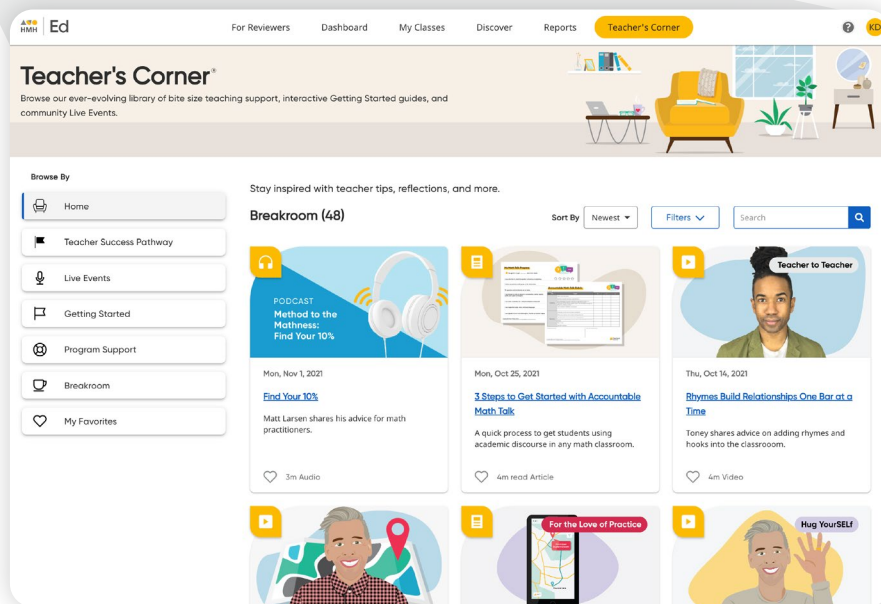 HMH Ed
For Reviewers
Dashboard
My Classes
Discover
Reports
Teacher's Corner
KD
Teacher's Corner®
Browse our ever-evolving library of bite size teaching support, interactive Getting Started guides, and
community Live Events.
Browse By
Home
Teacher Success Pathway
Live Events
Getting Started
Program Support
Breakroom
My Favorites
Stay inspired with teacher tips, reflections, and more.
Breakroom (48)
Sort By
Newest
Filters
Search
PODCAST
Method to the
Mathness:
Find Your 10%
Mon, Nov 1, 2021
Find Your 10%
Matt Larsen shares his advice for math
practitioners.
3m Audio
Mon, Oct 25, 2021
3 Steps to Get Started with Accountable
Math Talk
A quick process to get students using
academic discourse in any math classroom.
4m read Article
Teacher to Teacher
Thu, Oct 14, 2021
Rhymes Build Relationships One Bar at a
Time
Toney shares advice on adding rhymes and
hooks into the classrooom.
4m Video
For the Love of Practice
Hug YourSELf